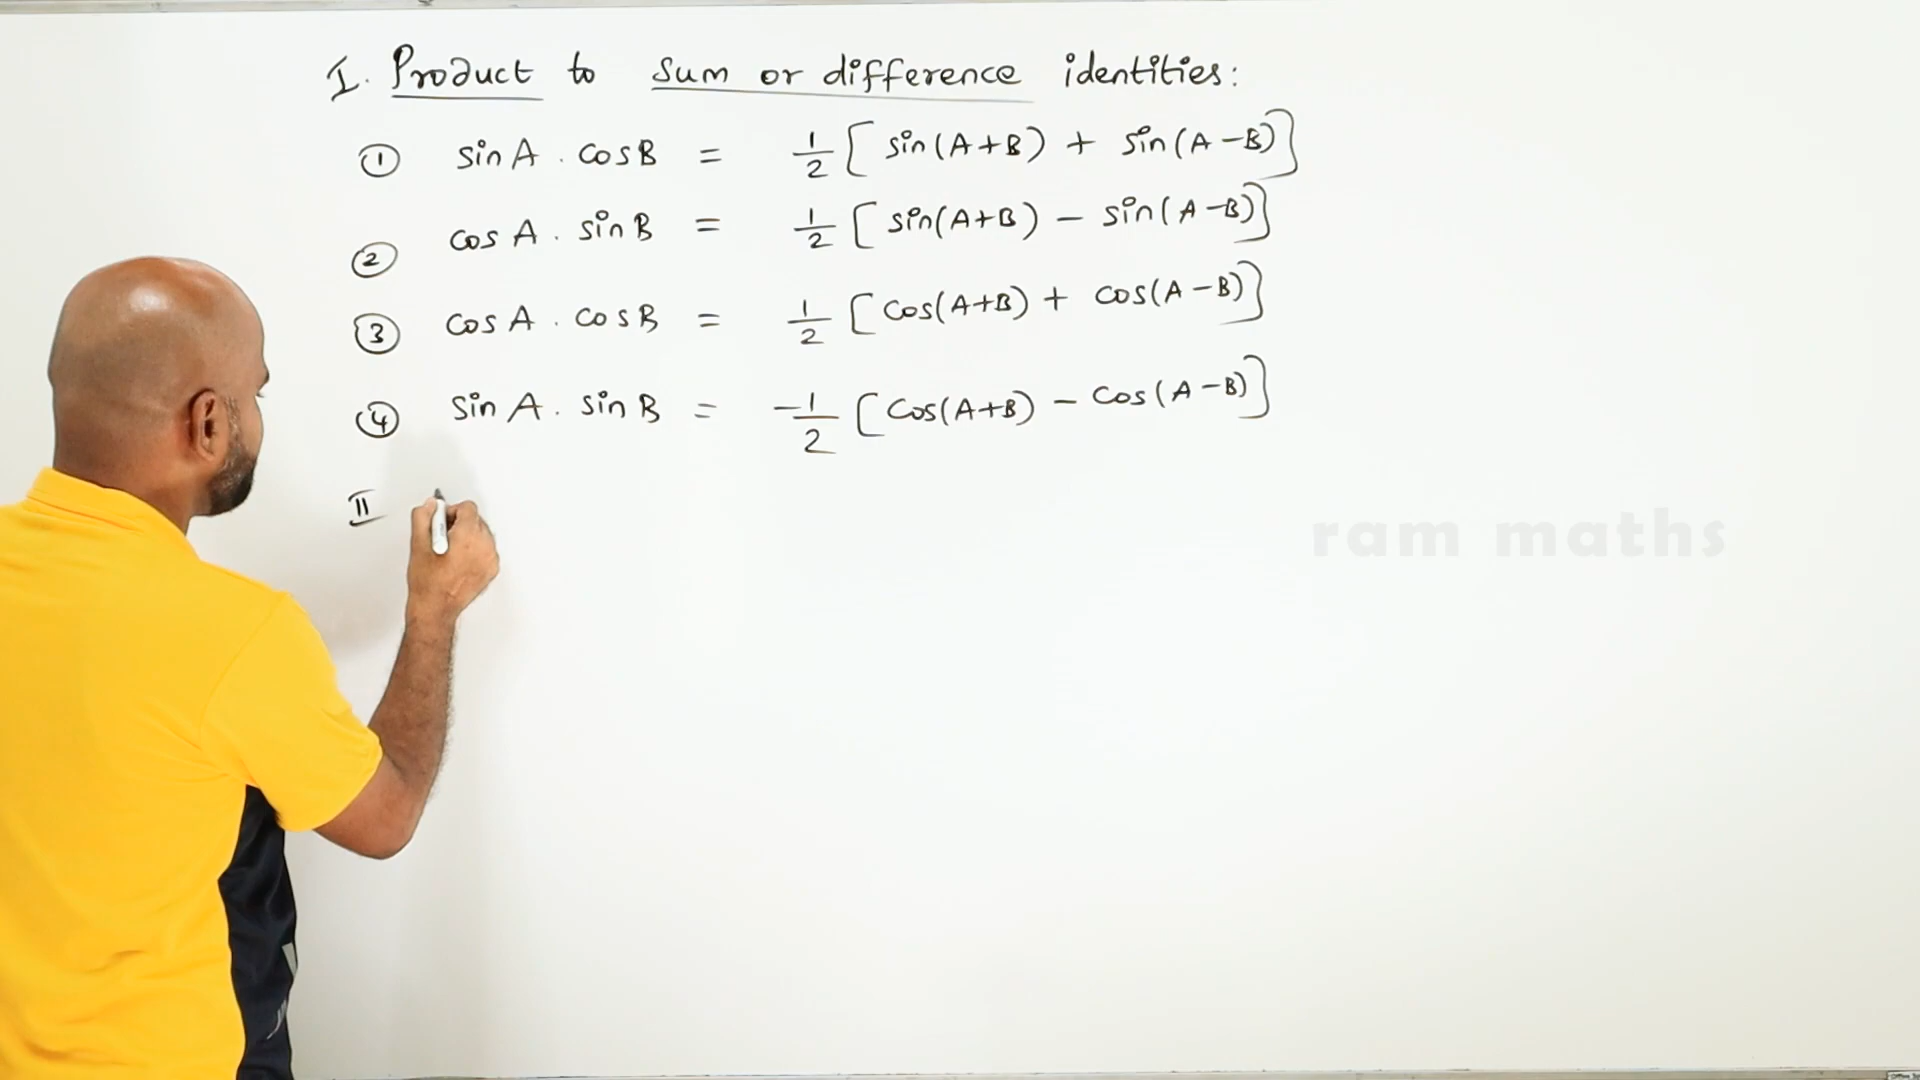 I. Product to sum or difference identities:
① sin A . cos B = 1/2 [ sin(A+B) + sin(A-B) ]
② cos A . sin B = 1/2 [ sin(A+B) - sin(A-B) ]
③ cos A . cos B = 1/2 [ cos(A+B) + cos(A-B) ]
④ sin A . sin B = -1/2 [ cos(A+B) - cos(A-B) ]
II
ram maths